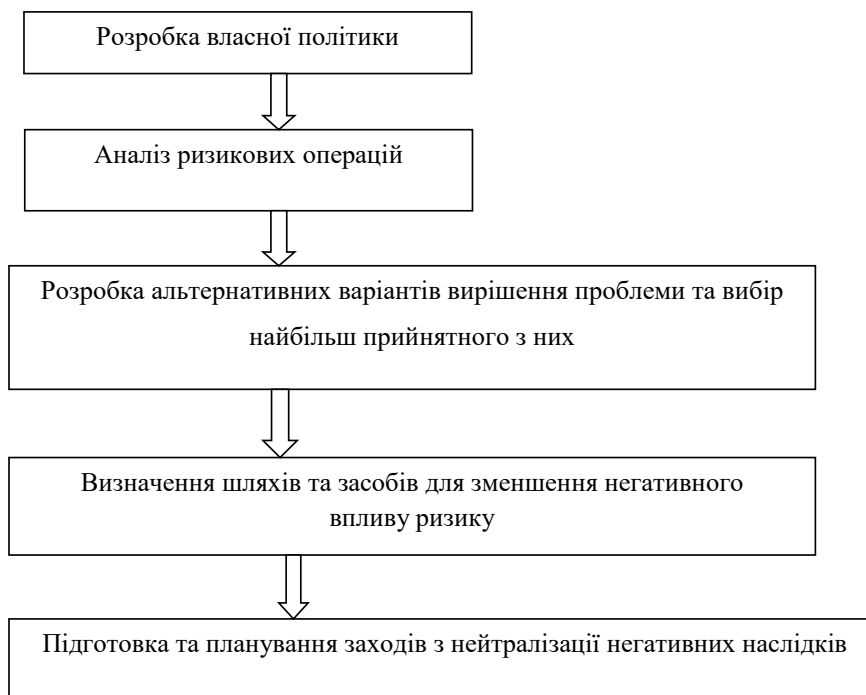 Розробка власної політики
Аналіз ризикових операцій
Розробка альтернативних варіантів вирішення проблеми та вибір
найбільш прийнятного з них
Визначення шляхів та засобів для зменшення негативного
впливу ризику
Підготовка та планування заходів з нейтралізації негативних наслідків